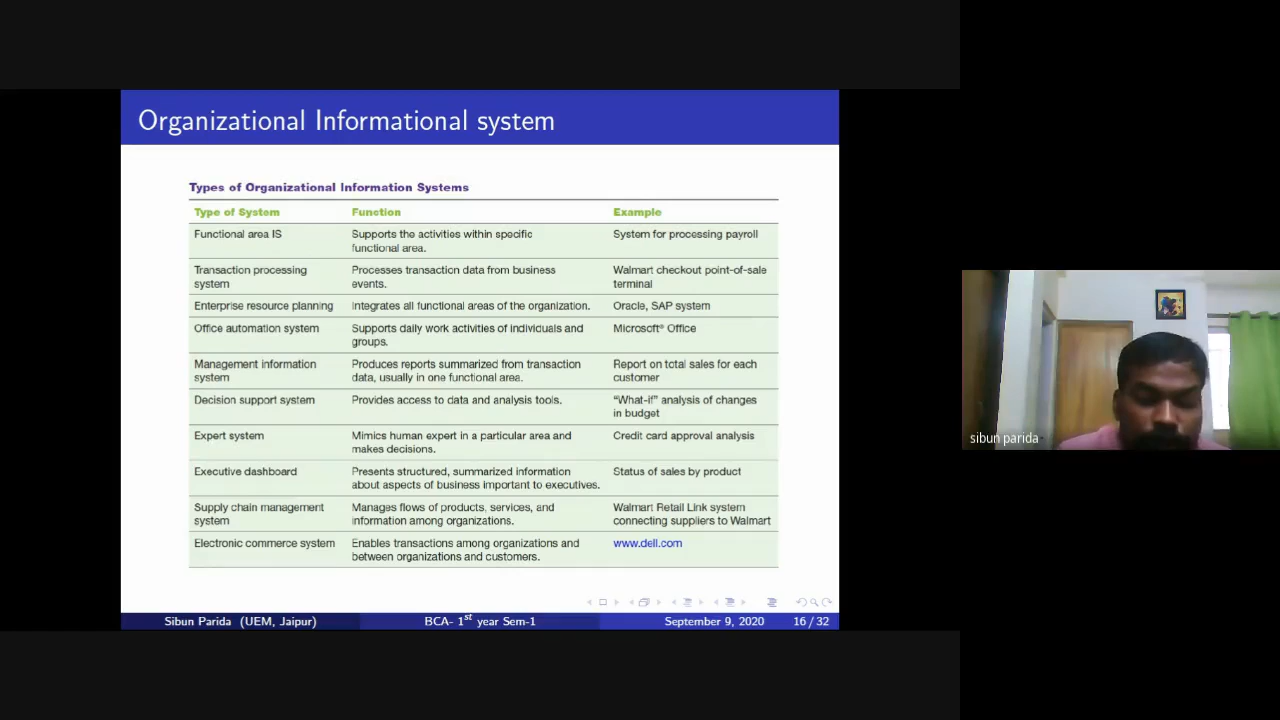 Organizational Informational system
Types of Organizational Information Systems
Type of System Function Example
Functional area IS Supports the activities within specific System for processing payroll
functional area.
Transaction processing Processes transaction data from business Walmart checkout point-of-sale
system events. terminal
Enterprise resource planning Integrates all functional areas of the organization. Oracle, SAP system
Office automation system Supports daily work activities of individuals and Microsoft® Office
groups.
Management information Produces reports summarized from transaction Report on total sales for each
system data, usually in one functional area. customer
Decision support system Provides access to data and analysis tools. “What-if” analysis of changes
in budget
Expert system Mimics human expert in a particular area and Credit card approval analysis
makes decisions.
Executive dashboard Presents structured, summarized information Status of sales by product
about aspects of business important to executives.
Supply chain management Manages flows of products, services, and Walmart Retail Link system
system information among organizations. connecting suppliers to Walmart
Electronic commerce system Enables transactions among organizations and www.dell.com
between organizations and customers.
Sibun Parida (UEM, Jaipur) BCA- 1st year Sem-1 September 9, 2020 16 / 32
sibun parida